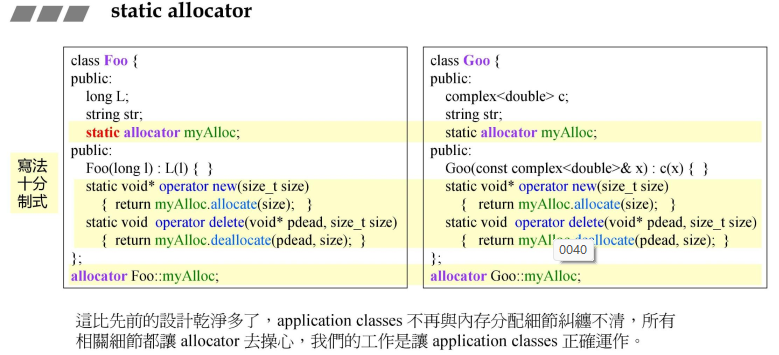 static allocator
class Foo {
public:
long L;
string str;
static allocator myAlloc;
public:
Foo(long l) : L(l) { }
static void* operator new(size_t size)
{ return myAlloc.allocate(size); }
static void operator delete(void* pdead, size_t size)
{ return myAlloc.deallocate(pdead, size); }
};
allocator Foo::myAlloc;
class Goo {
public:
complex<double> c;
string str;
static allocator myAlloc;
public:
Goo(const complex<double>& x) : c(x) { }
static void* operator new(size_t size)
{ return myAlloc.allocate(size); }
static void operator delete(void* pdead, size_t size)
{ return myAlloc.deallocate(pdead, size); }
};
allocator Goo::myAlloc;
0040
寫法
十分
制式
這比先前的設計乾淨多了，application classes 不再與內存分配細節糾纏不清，所有
相關細節都讓 allocator 去操心，我們的工作是讓 application classes 正確運作。